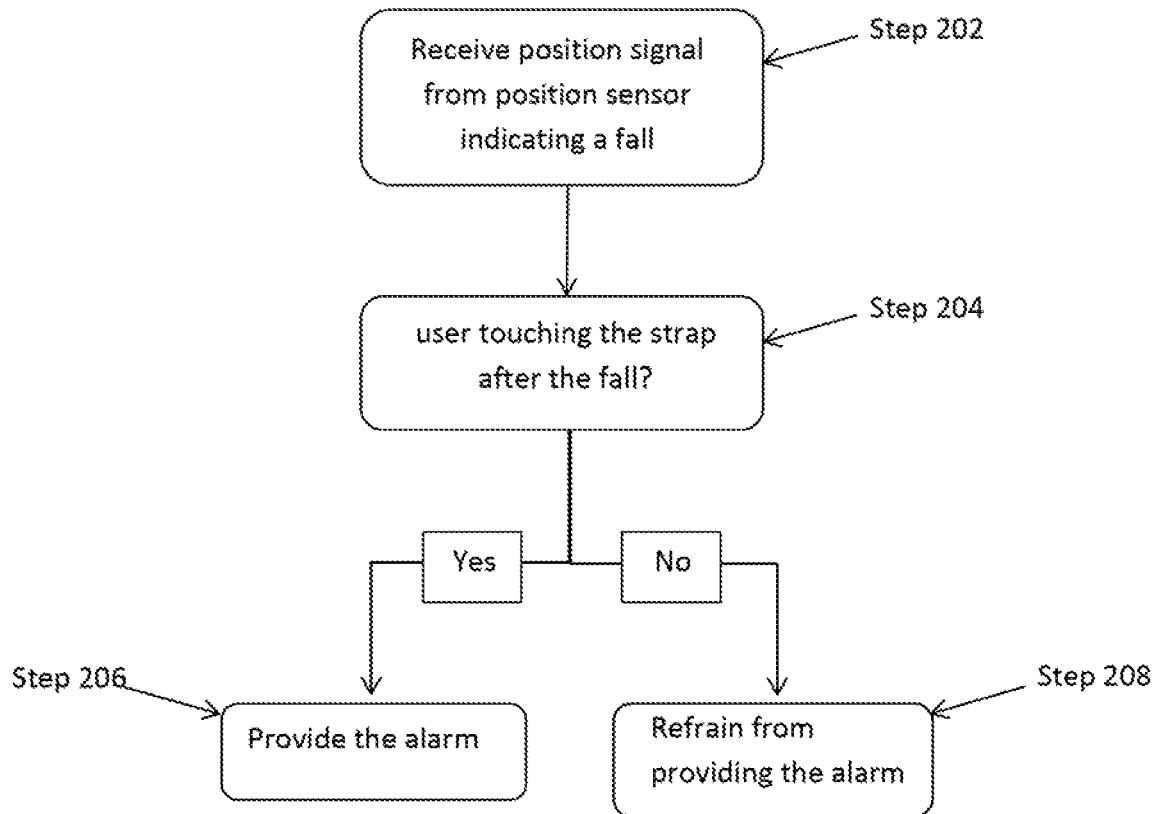 Receive position signal
from position sensor
indicating a fall
Step 202
user touching the strap
after the fall?
Step 204
Yes
No
Step 206
Provide the alarm
Step 208
Refrain from
providing the alarm